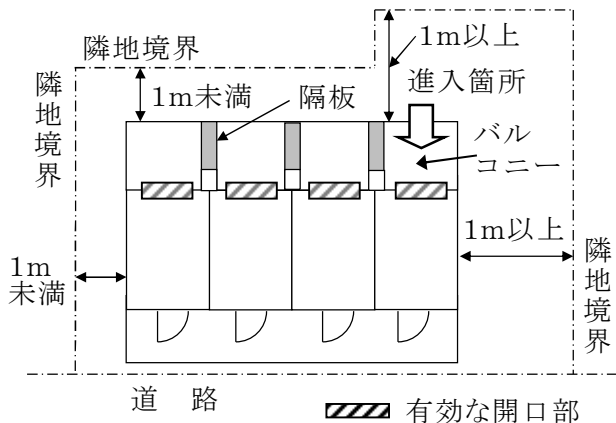 隣地境界
1m以上
1m未満
隔板
進入箇所
隣地境界
バル
コニー
1m
未満
1m以上
隣地境界
道 路
有効な開口部